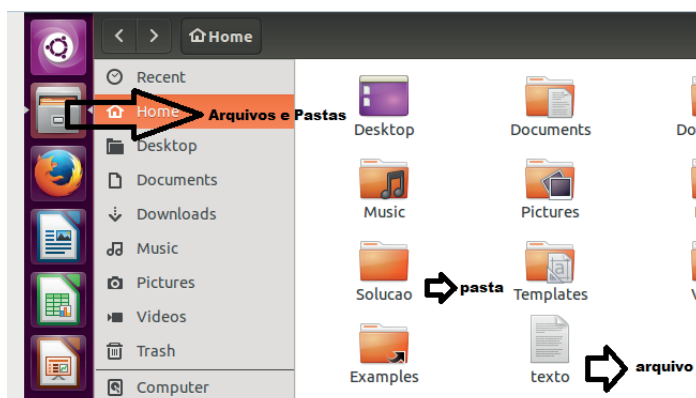 Home
Recent
Home
Arquivos e Pastas
Desktop
Documents
Downloads
Music
Pictures
Videos
Trash
Computer
Desktop
Documents
Music
Pictures
Solucao
pasta
Templates
Examples
texto
arquivo